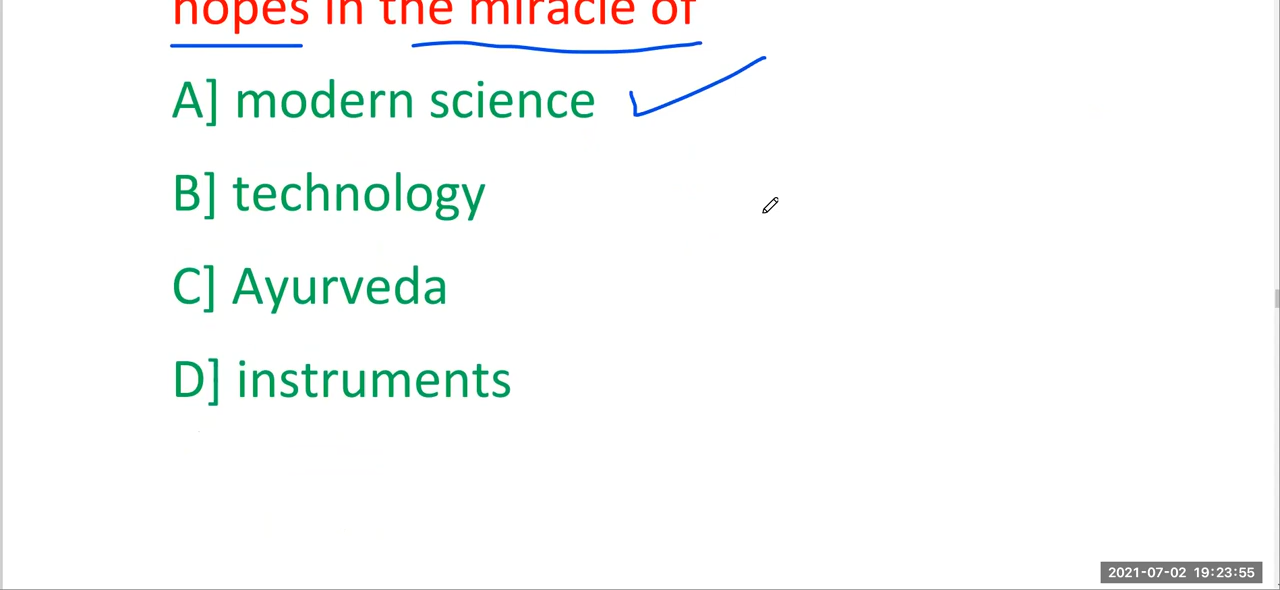 hopes in the miracle of
A] modern science
B] technology
C] Ayurveda
D] instruments
2021-07-02 19:23:55